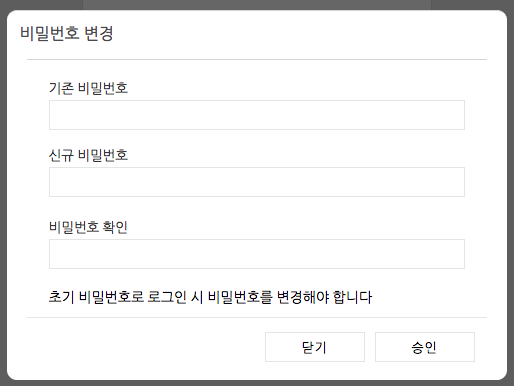 비밀번호 변경
기존 비밀번호
신규 비밀번호
비밀번호 확인
초기 비밀번호로 로그인 시 비밀번호를 변경해야 합니다
닫기
승인